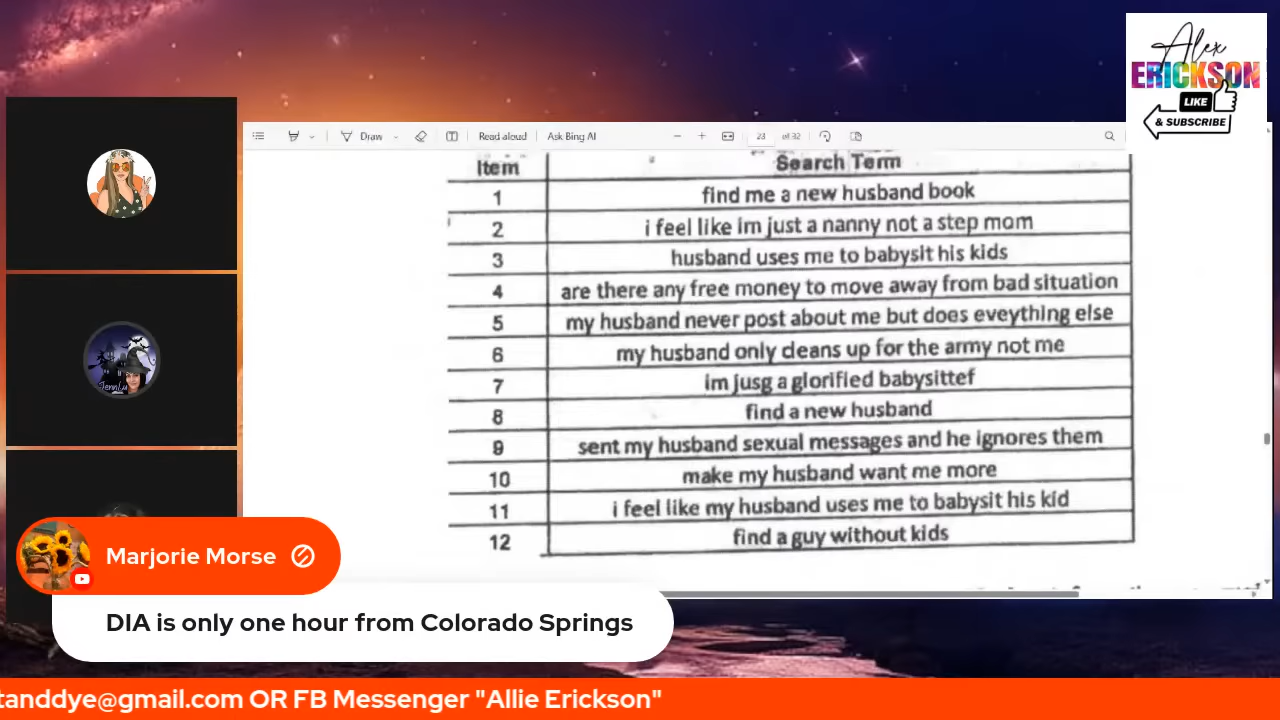 Alex
ERICKSON
LIKE
& SUBSCRIBE
Draw Read aloud Ask Bing AI 23 of 32
Item Search Term
1 find me a new husband book
2 i feel like im just a nanny not a step mom
3 husband uses me to babysit his kids
4 are there any free money to move away from bad situation
5 my husband never post about me but does eveything else
6 my husband only cleans up for the army not me
7 im jusg a glorified babysittef
8 find a new husband
9 sent my husband sexual messages and he ignores them
10 make my husband want me more
11 i feel like my husband uses me to babysit his kid
12 find a guy without kids
JennLu
Marjorie Morse
DIA is only one hour from Colorado Springs
tanddye@gmail.com OR FB Messenger "Allie Erickson"